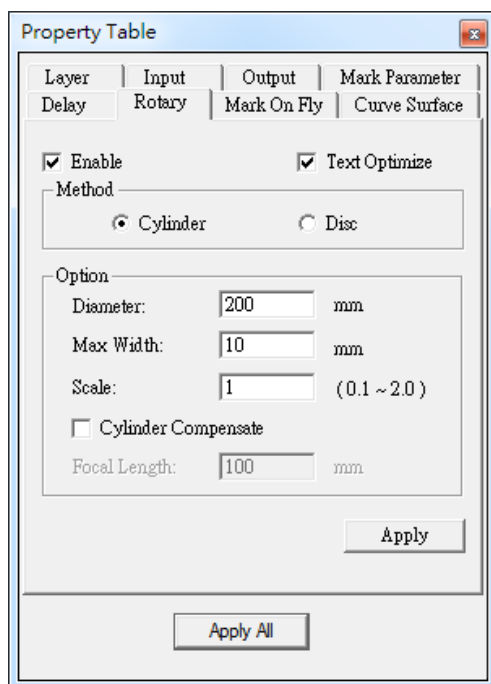 Property Table
Layer Input Output Mark Parameter
Delay Rotary Mark On Fly Curve Surface
Enable Text Optimize
Method
Cylinder Disc
Option
Diameter: 200 mm
Max Width: 10 mm
Scale: 1 ( 0.1 ~ 2.0 )
Cylinder Compensate
Focal Length: 100 mm
Apply
Apply All